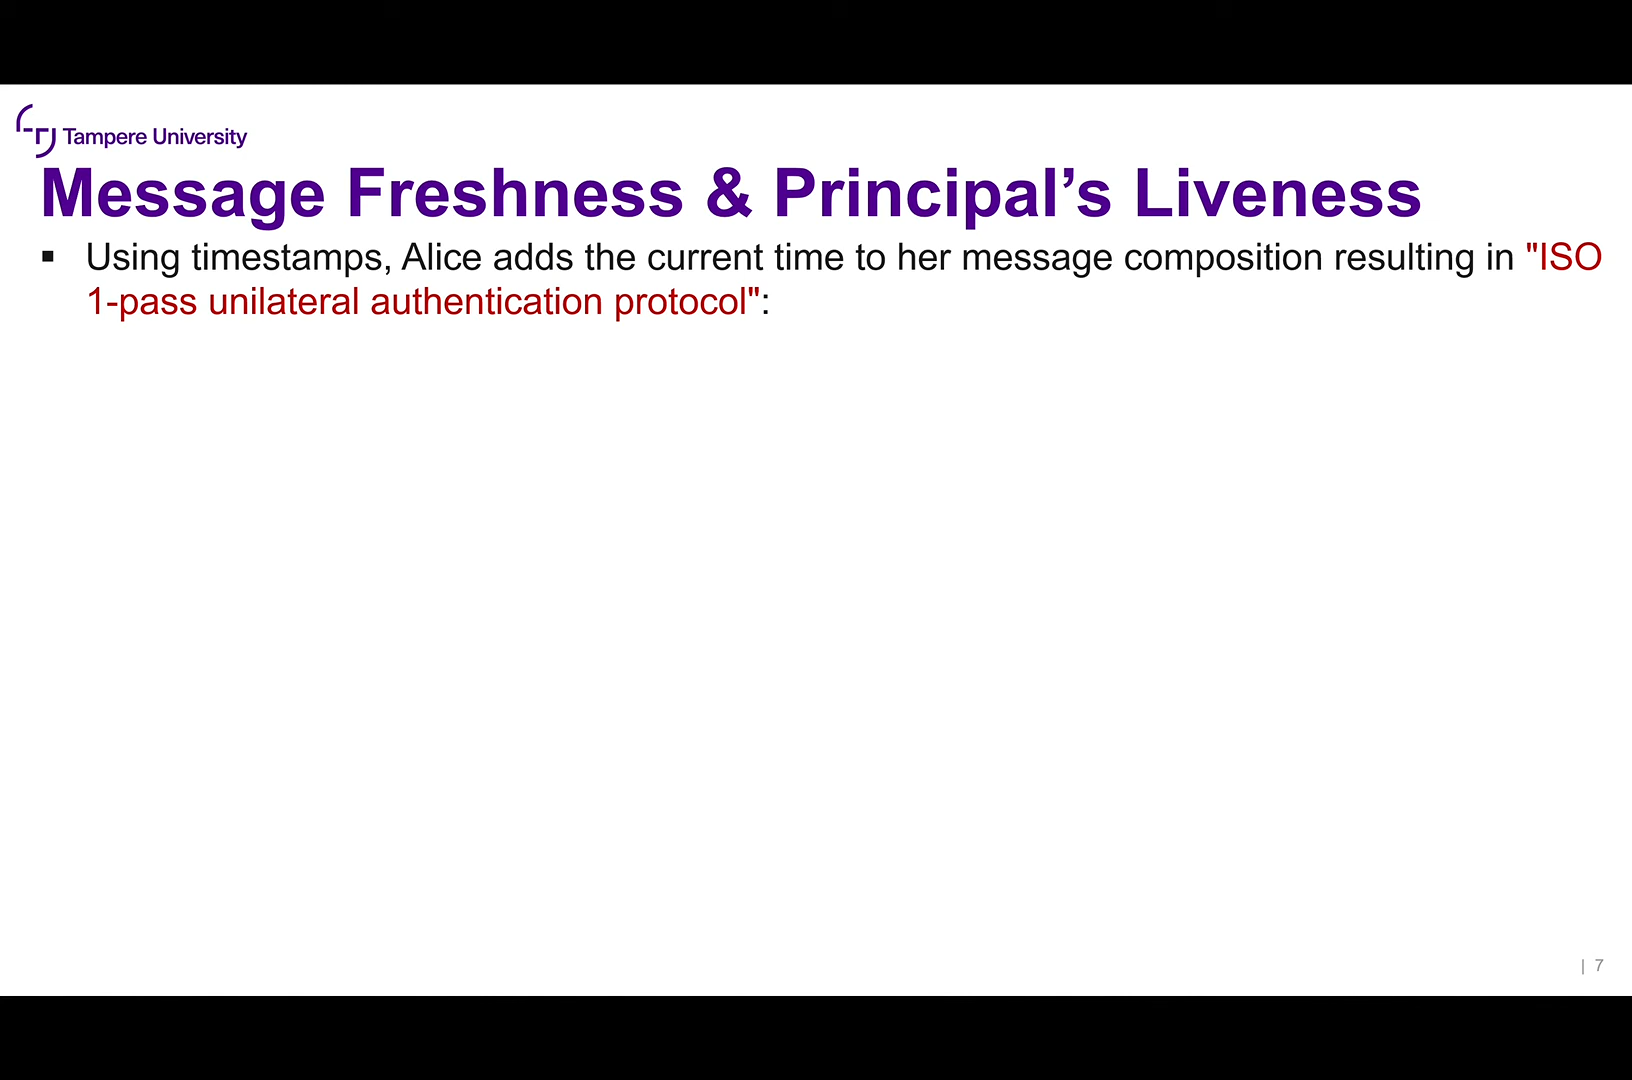 Tampere University
Message Freshness & Principal’s Liveness
▪ Using timestamps, Alice adds the current time to her message composition resulting in "ISO
1-pass unilateral authentication protocol":
| 7